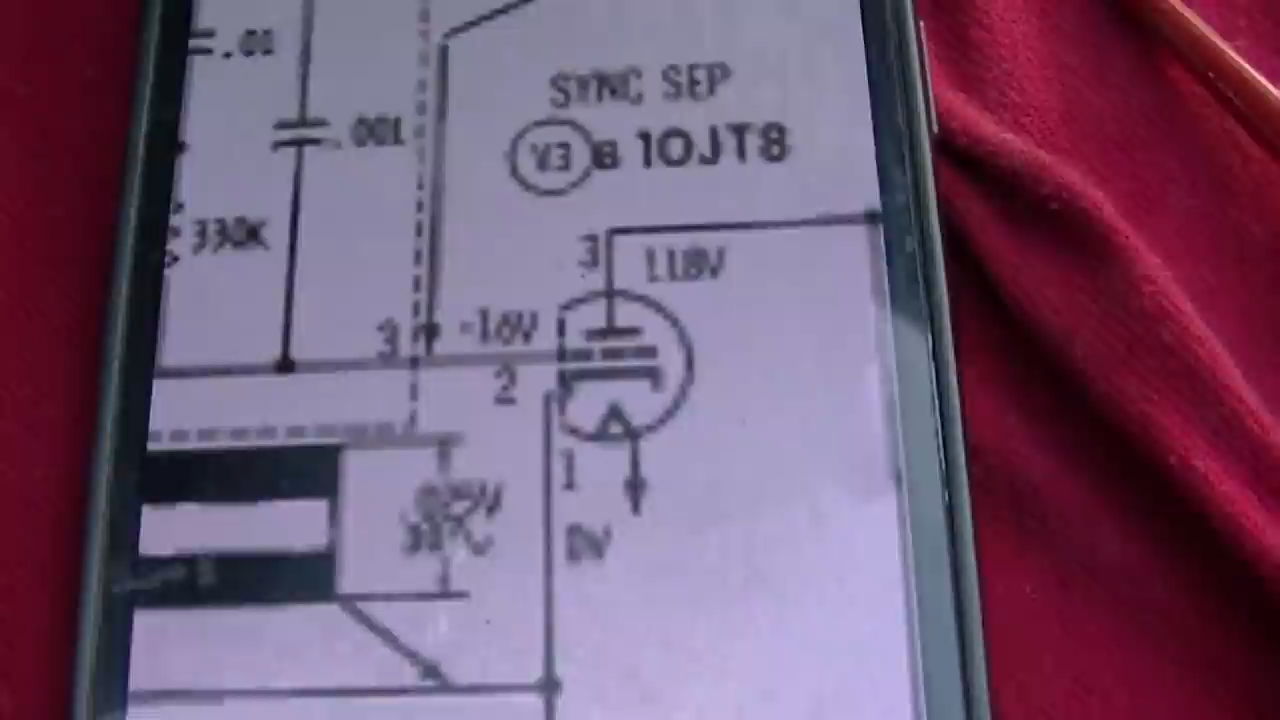 .01
SYNC SEP
.001
V3 B 10JT8
330K
3
118V
3
-16V
2
1
0V